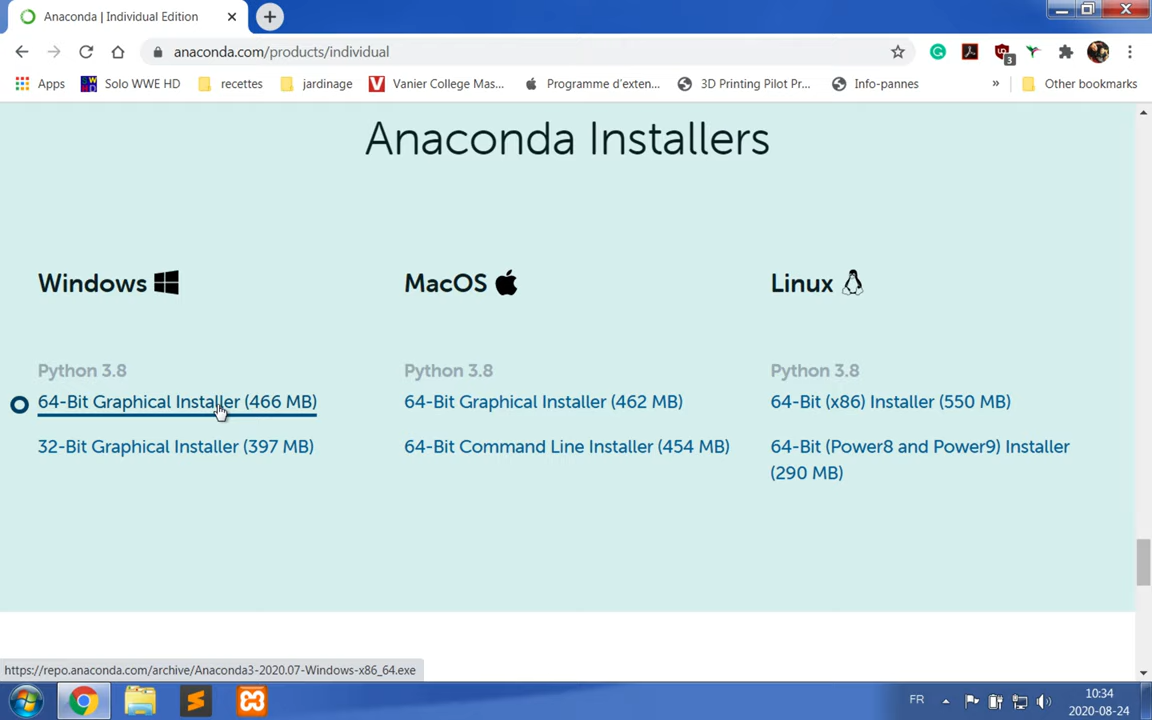 Anaconda | Individual Edition
anaconda.com/products/individual
3
Apps
Solo WWE HD
recettes
jardinage
Vanier College Mas...
Programme d'exten...
3D Printing Pilot Pr...
Info-pannes
»
Other bookmarks
Anaconda Installers
Windows
MacOS
Linux
Python 3.8
Python 3.8
Python 3.8
64-Bit Graphical Installer (466 MB)
64-Bit Graphical Installer (462 MB)
64-Bit (x86) Installer (550 MB)
32-Bit Graphical Installer (397 MB)
64-Bit Command Line Installer (454 MB)
64-Bit (Power8 and Power9) Installer
(290 MB)
https://repo.anaconda.com/archive/Anaconda3-2020.07-Windows-x86_64.exe
FR
10:34
2020-08-24